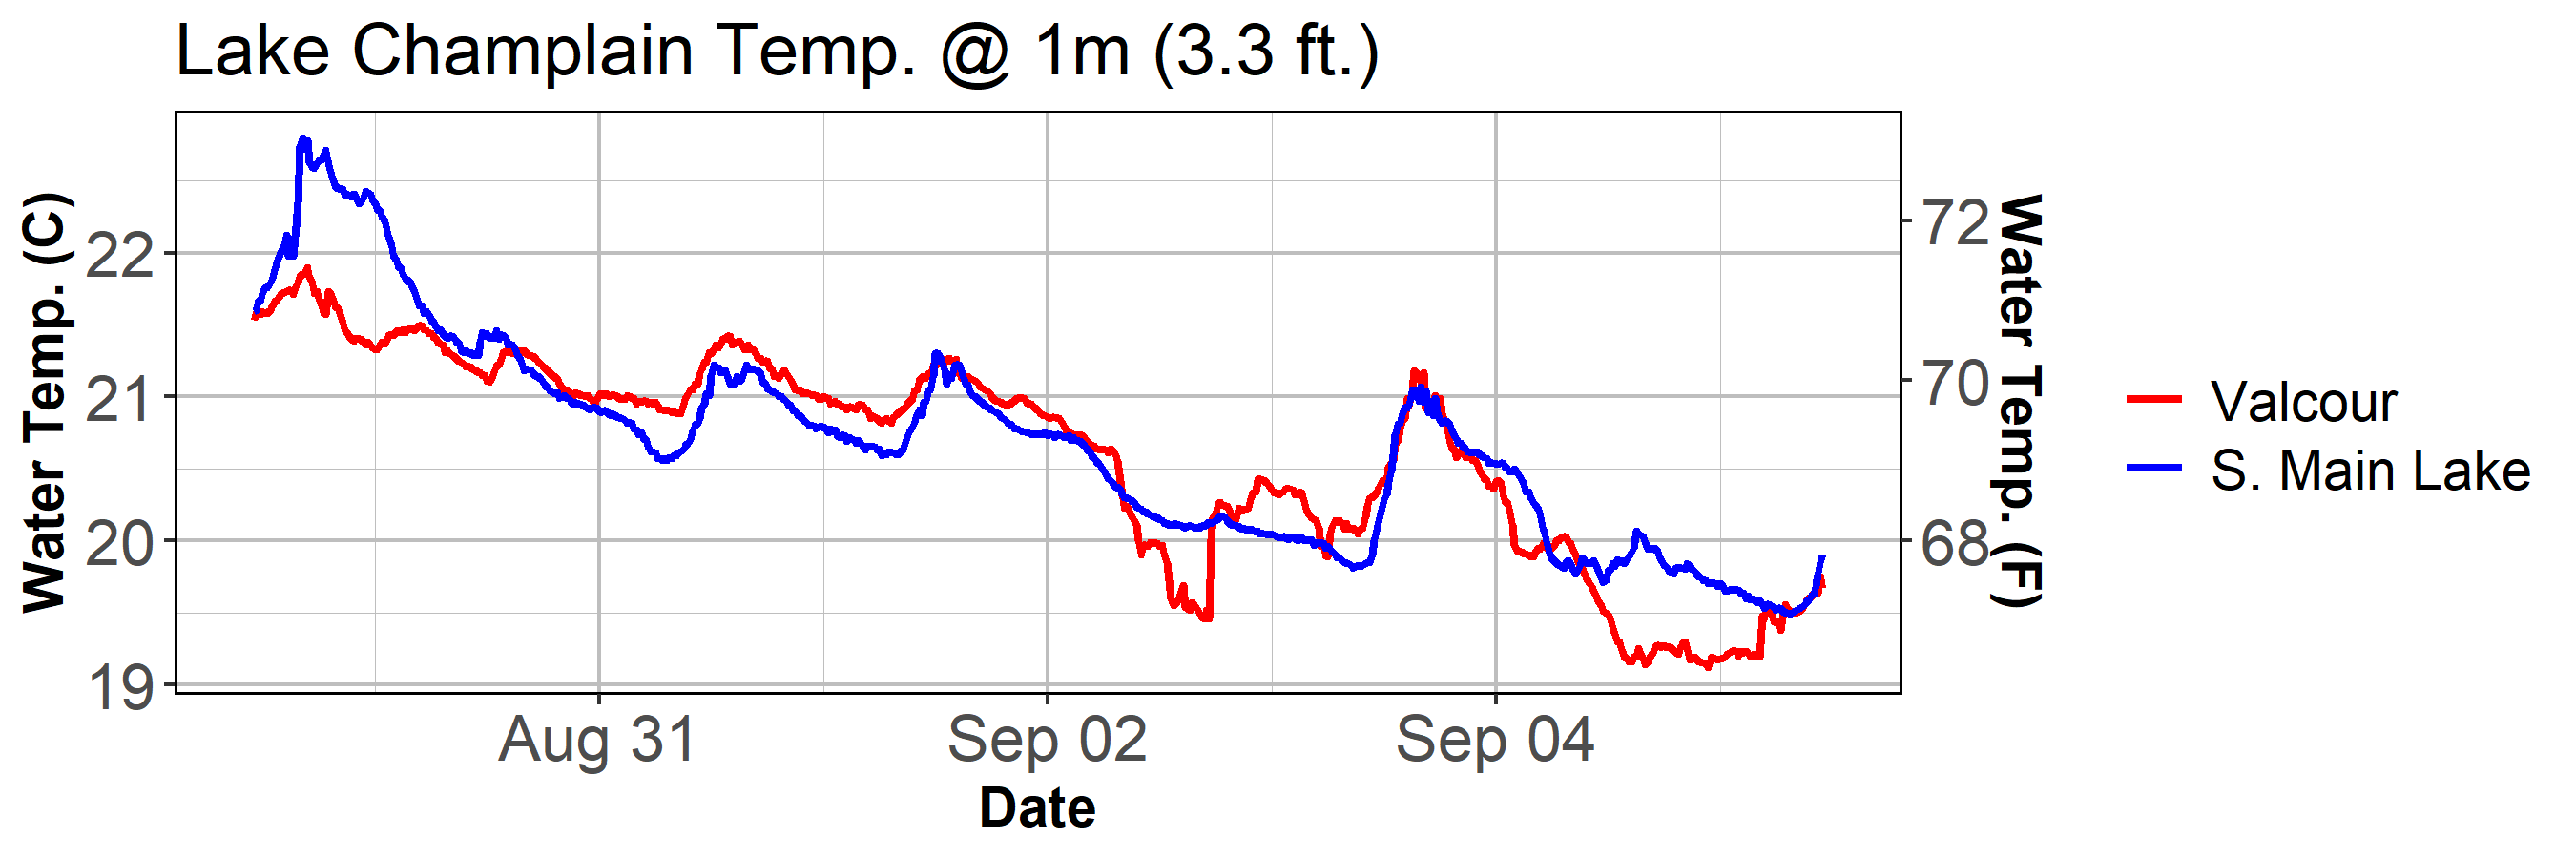 Lake Champlain Temp. @ 1m (3.3 ft.)
Water Temp. (C)
22
21
20
19
72
70
68
Water Temp. (F)
Aug 31
Sep 02
Sep 04
Date
Valcour
S. Main Lake